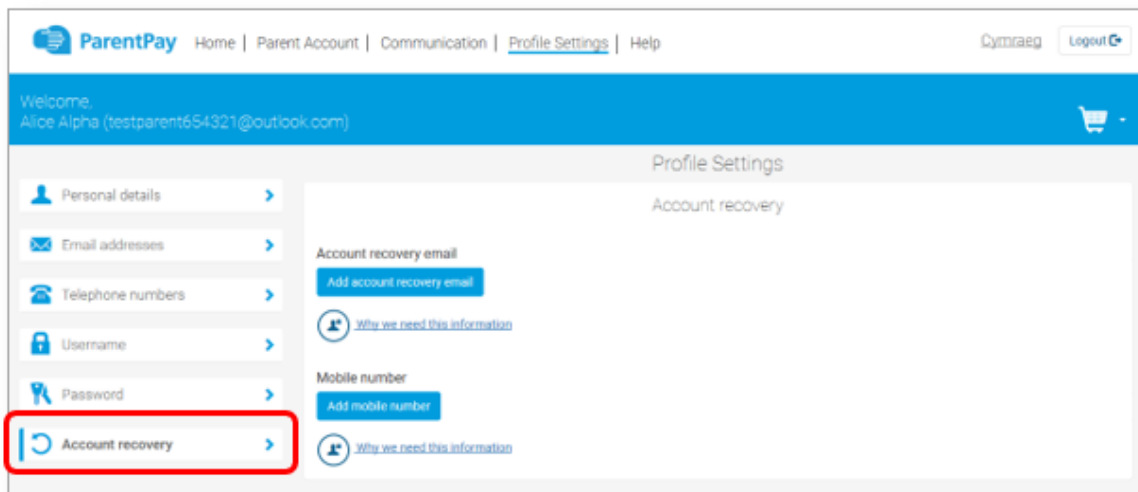 ParentPay Home | Parent Account | Communication | Profile Settings | Help Cymraeg Logout
Welcome,
Alice Alpha (testparent654321@outlook.com)
Profile Settings
Personal details
Email addresses
Telephone numbers
Username
Password
Account recovery
Account recovery
Account recovery email
Add account recovery email
Why we need this information
Mobile number
Add mobile number
Why we need this information